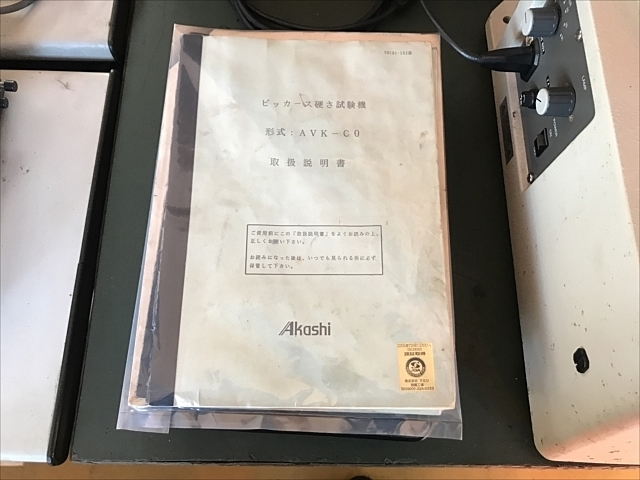 ビッカース硬さ試験機
形式：AVK－C0
取扱説明書
ご使用前にこの「取扱説明書」をよくお読みの上、
正しくお使い下さい。
お読みになった後は、いつでも見られる所に必ず
保管して下さい。
Akashi